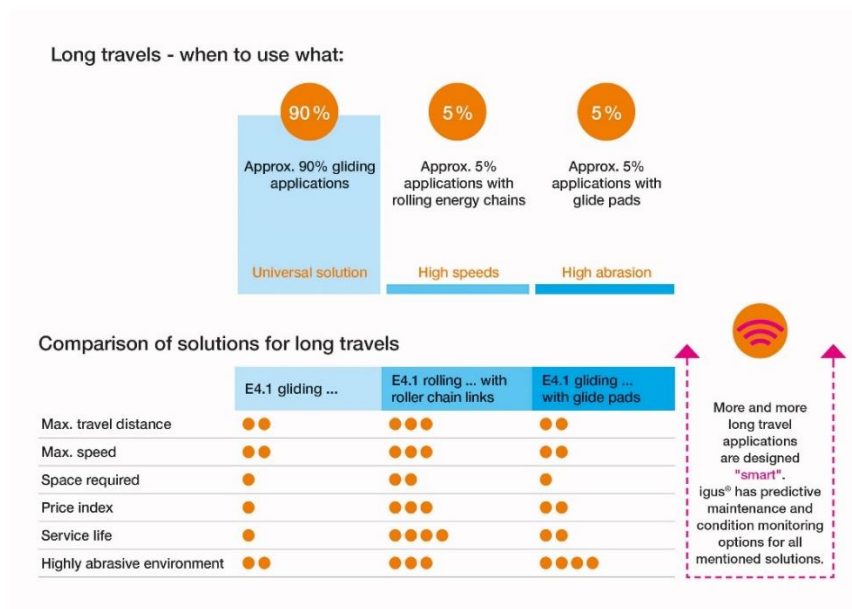 Long travels - when to use what:
90%
5%
5%
Approx. 90% gliding
applications
Approx. 5%
applications with
rolling energy chains
Approx. 5%
applications with
glide pads
Universal solution
High speeds
High abrasion
Comparison of solutions for long travels
E4.1 gliding ...
E4.1 rolling ... with
roller chain links
E4.1 gliding ...
with glide pads
Max. travel distance
Max. speed
Space required
Price index
Service life
Highly abrasive environment
More and more
long travel
applications
are designed
"smart".
igus® has predictive
maintenance and
condition monitoring
options for all
mentioned solutions.